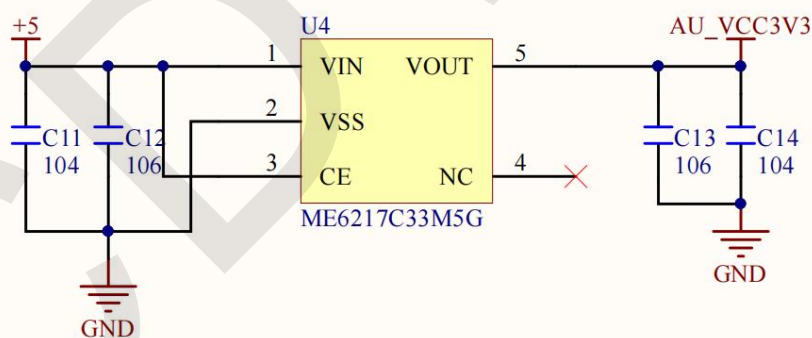 +5
U4
AU_VCC3V3
1
VIN
VOUT
5
2
VSS
C11
104
C12
106
C13
106
C14
104
3
CE
NC
4
ME6217C33M5G
GND
GND